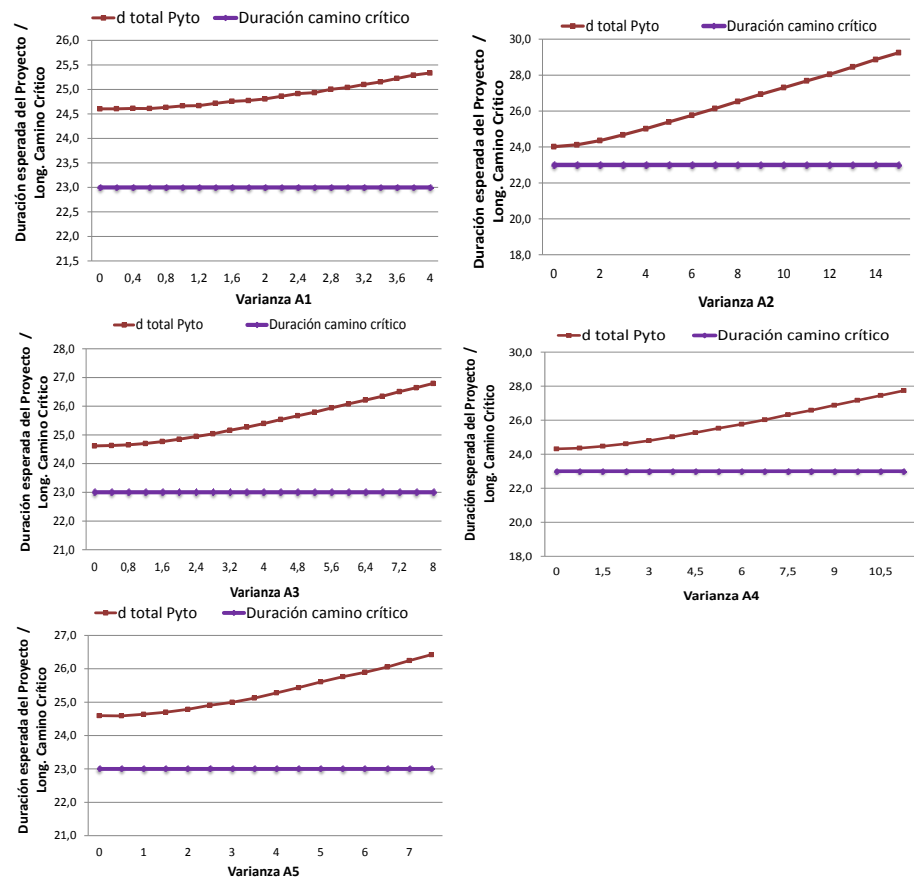 d total Pyto Duración camino crítico
Duración esperada del Proyecto /
Long. Camino Crítico
26,0
25,5
25,0
24,5
24,0
23,5
23,0
22,5
22,0
21,5
0 0,4 0,8 1,2 1,6 2 2,4 2,8 3,2 3,6 4
Varianza A1
d total Pyto Duración camino crítico
Duración esperada del Proyecto /
Long. Camino Crítico
30,0
28,0
26,0
24,0
22,0
20,0
18,0
0 2 4 6 8 10 12 14
Varianza A2
d total Pyto Duración camino crítico
Duración esperada del Proyecto /
Long. Camino Crítico
28,0
27,0
26,0
25,0
24,0
23,0
22,0
21,0
0 0,8 1,6 2,4 3,2 4 4,8 5,6 6,4 7,2 8
Varianza A3
d total Pyto Duración camino crítico
Duración esperada del Proyecto /
Long. Camino Crítico
30,0
28,0
26,0
24,0
22,0
20,0
18,0
0 1,5 3 4,5 6 7,5 9 10,5
Varianza A4
d total Pyto Duración camino crítico
Duración esperada del Proyecto /
Long. Camino Crítico
27,0
26,0
25,0
24,0
23,0
22,0
21,0
0 1 2 3 4 5 6 7
Varianza A5